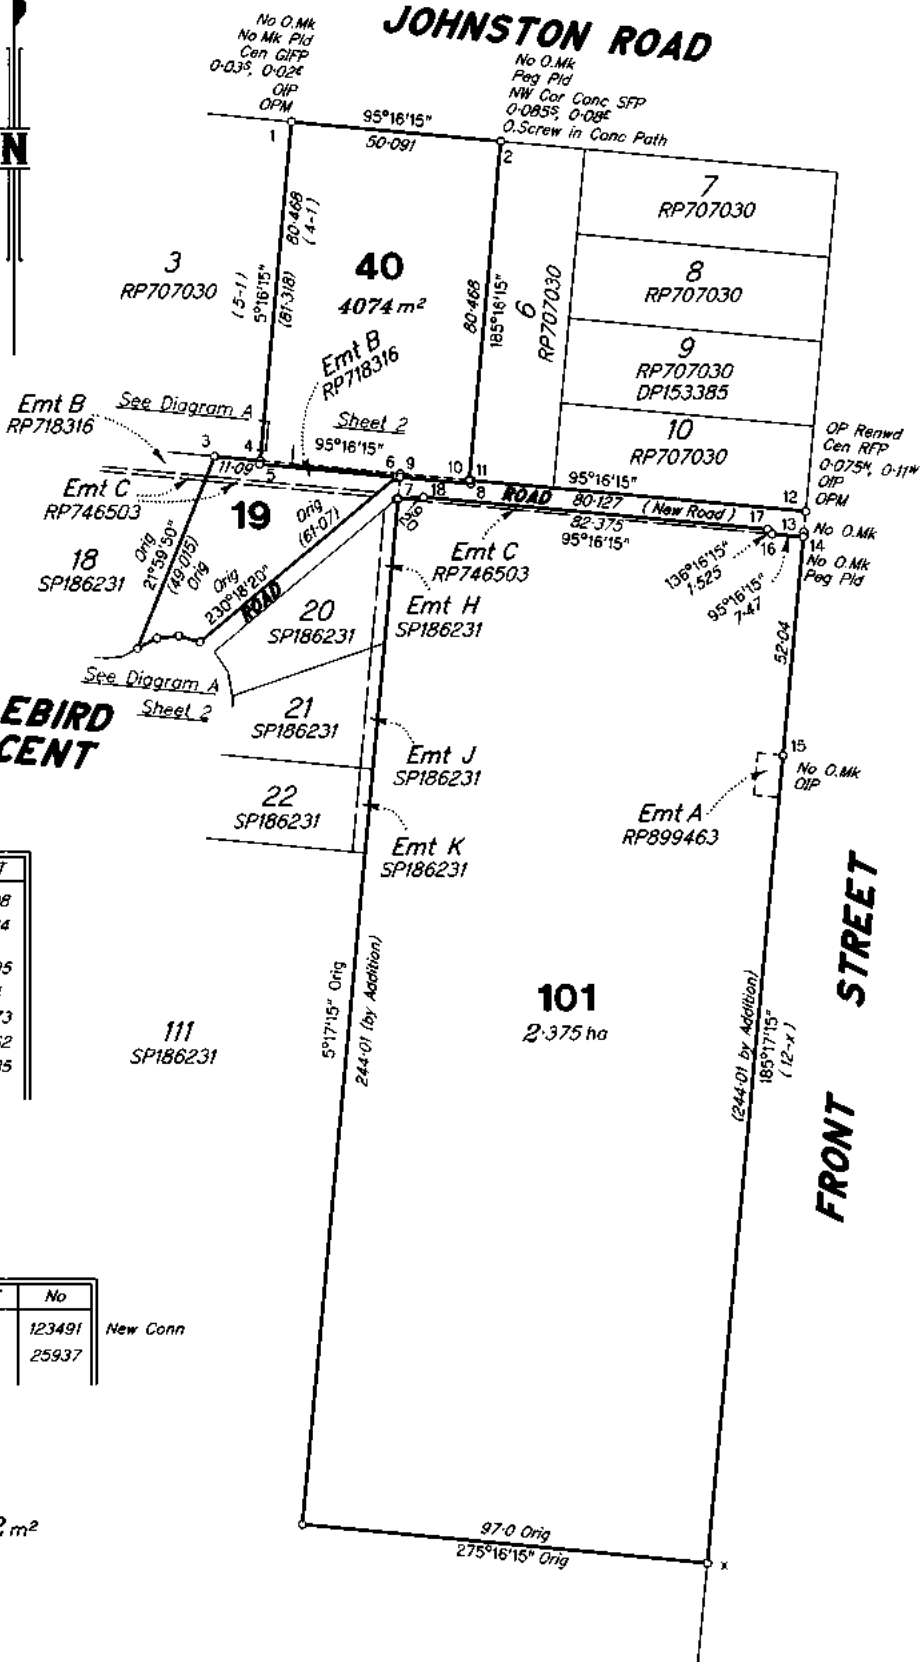 JOHNSTON ROAD
No O.Mk
No Mk Pld
Cen GIFP
0·03ˢ, 0·02ᴱ
OIP
OPM
No O.Mk
Peg Pld
NW Cor Conc SFP
0·085ˢ, 0·08ᴱ
O.Screw in Conc Path
N
1
95°16'15"
50·091
2
3
RP707030
(5-1)
5°16'15"
(81·318)
80·468
(4-1)
40
4074 m²
80·468
185°16'15"
6
RP707030
7
RP707030
8
RP707030
9
RP707030
DP153385
10
RP707030
Emt B
RP718316
Emt B
RP718316
See Diagram A
Sheet 2
95°16'15"
3
4
11·09
5
6
9
10
11
7
18
8
95°16'15"
ROAD
80·127
(New Road)
17
12
82·375
95°16'15"
13
16
14
OP Renwd
Cen RFP
0·075ᴺ, 0·11ᵂ
OIP
OPM
No O.Mk
No O.Mk
Peg Pld
136°16'15"
1·525
95°16'15"
7·47
Emt C
RP746503
19
Orig
(61·07)
Orig
230°18'20"
ROAD
Orig
21°59'50"
(49·015)
Orig
18
SP186231
Emt C
RP746503
20
SP186231
Emt H
SP186231
See Diagram A
Sheet 2
EBIRD
CENT
21
SP186231
Emt J
SP186231
22
SP186231
Emt K
SP186231
52·04
15
No O.Mk
OIP
Emt A
RP899463
FRONT STREET
T
8
4
5
73
52
15
111
SP186231
5°17'15" Orig
244·01 (by Addition)
101
2·375 ha
(244·01 by Addition)
185°17'15"
(12-x)
No
123491
New Conn
25937
m²
97·0 Orig
275°16'15" Orig
x